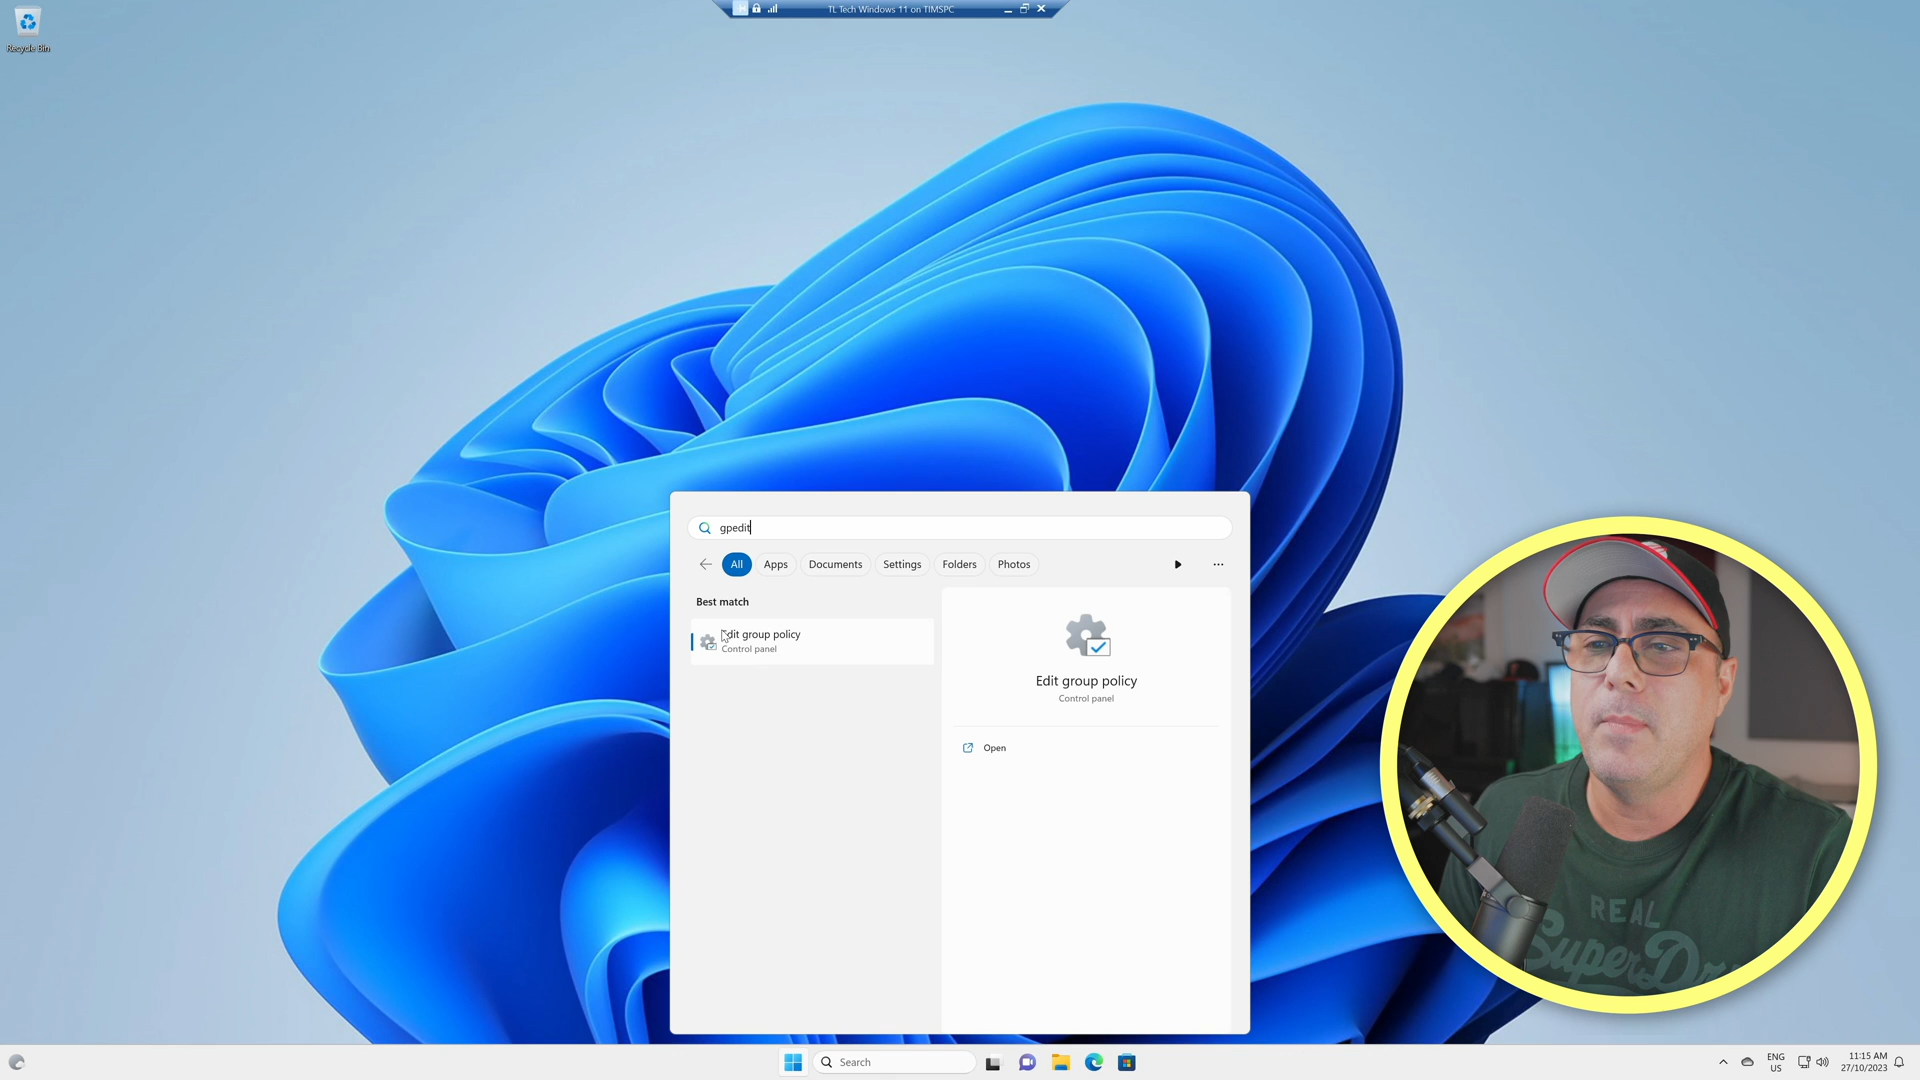 TL Tech Windows 11 on TIMSPC
Recycle Bin
gpedit
All
Apps
Documents
Settings
Folders
Photos
Best match
Edit group policy
Control panel
Edit group policy
Control panel
Open
REAL
Search
ENG
US
11:15 AM
27/10/2023